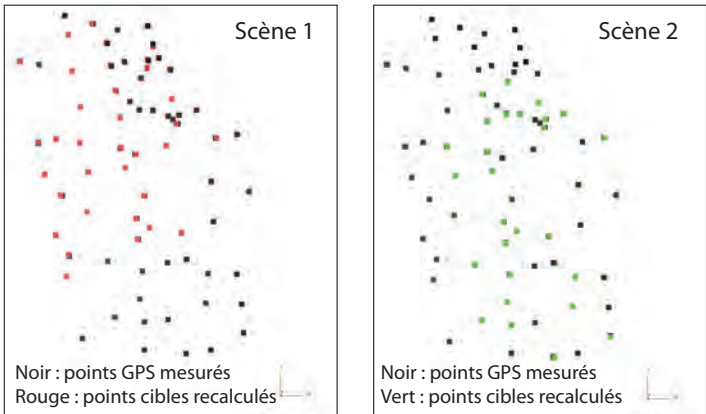 Scène 1
Noir : points GPS mesurés
Rouge : points cibles recalculés
Scène 2
Noir : points GPS mesurés
Vert : points cibles recalculés